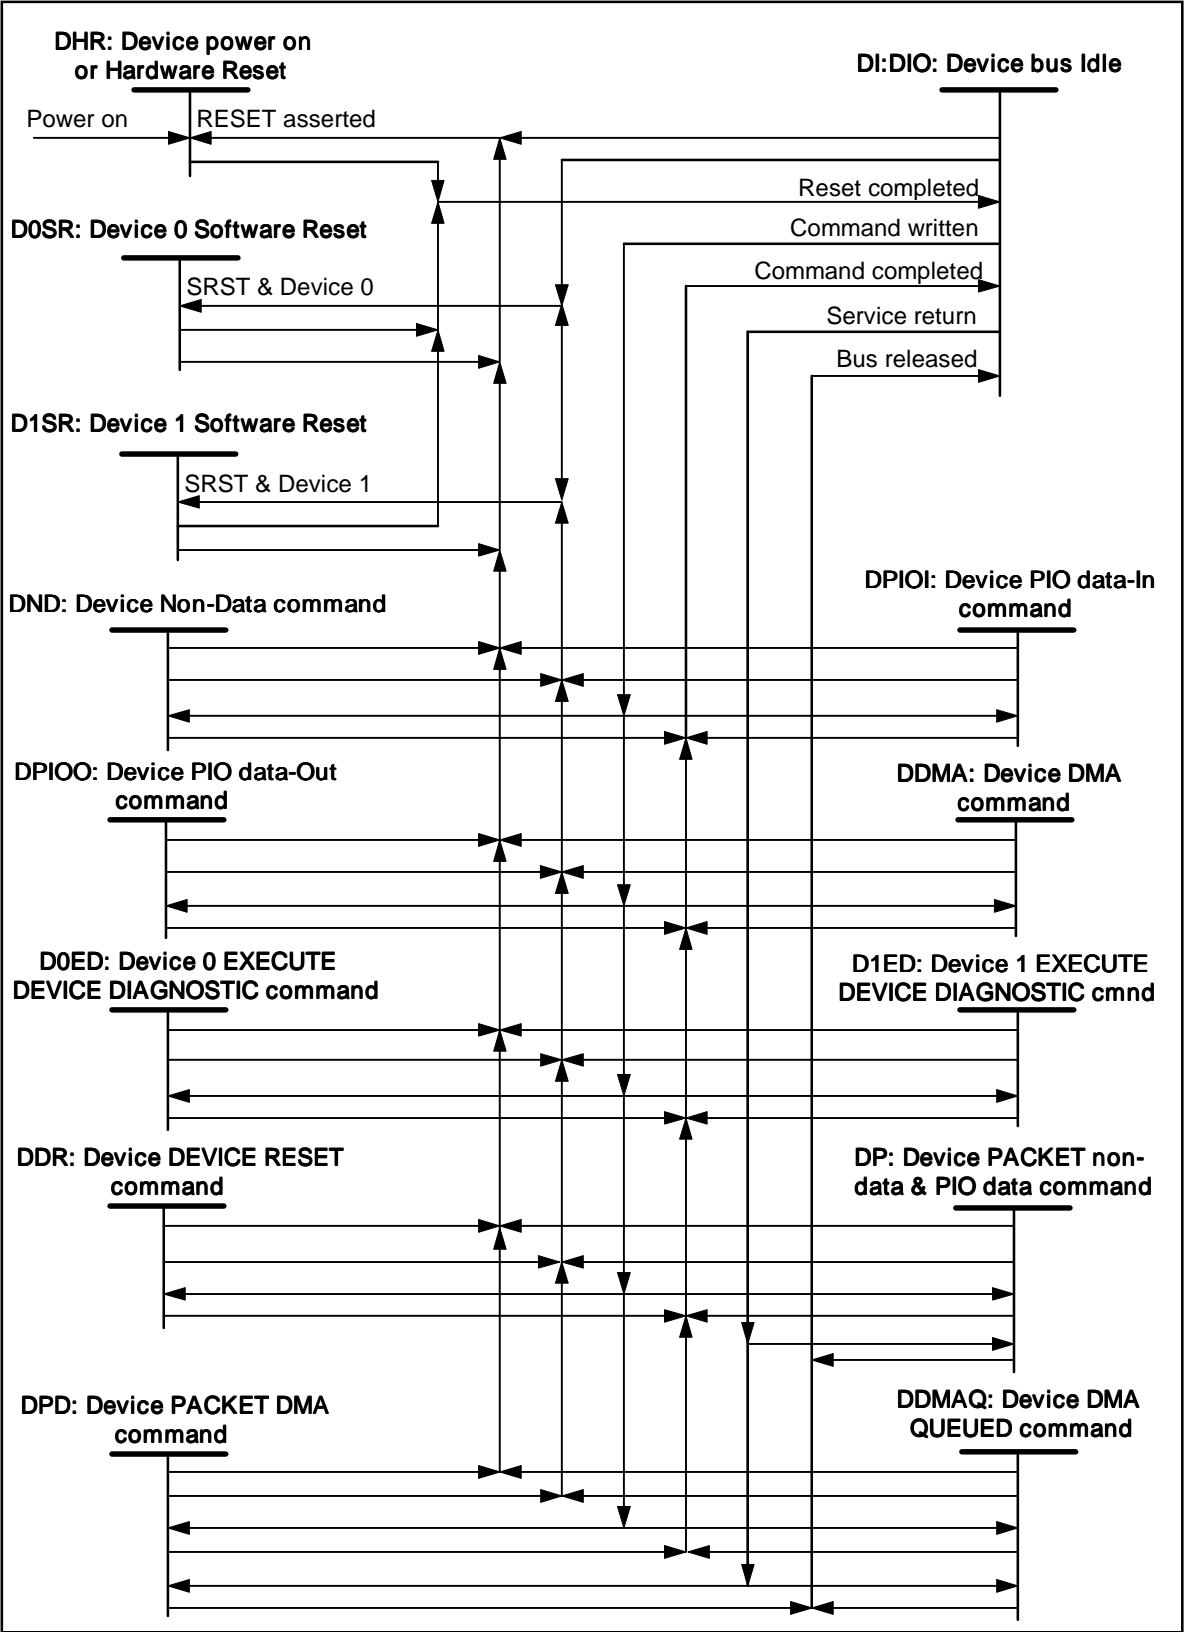 DHR: Device power on
or Hardware Reset
DI:DIO: Device bus Idle
Power on
RESET asserted
Reset completed
D0SR: Device 0 Software Reset
Command written
Command completed
SRST & Device 0
Service return
Bus released
D1SR: Device 1 Software Reset
SRST & Device 1
DND: Device Non-Data command
DPIOI: Device PIO data-In
command
DPIOO: Device PIO data-Out
command
DDMA: Device DMA
command
D0ED: Device 0 EXECUTE
DEVICE DIAGNOSTIC command
D1ED: Device 1 EXECUTE
DEVICE DIAGNOSTIC cmnd
DDR: Device DEVICE RESET
command
DP: Device PACKET non-
data & PIO data command
DPD: Device PACKET DMA
command
DDMAQ: Device DMA
QUEUED command